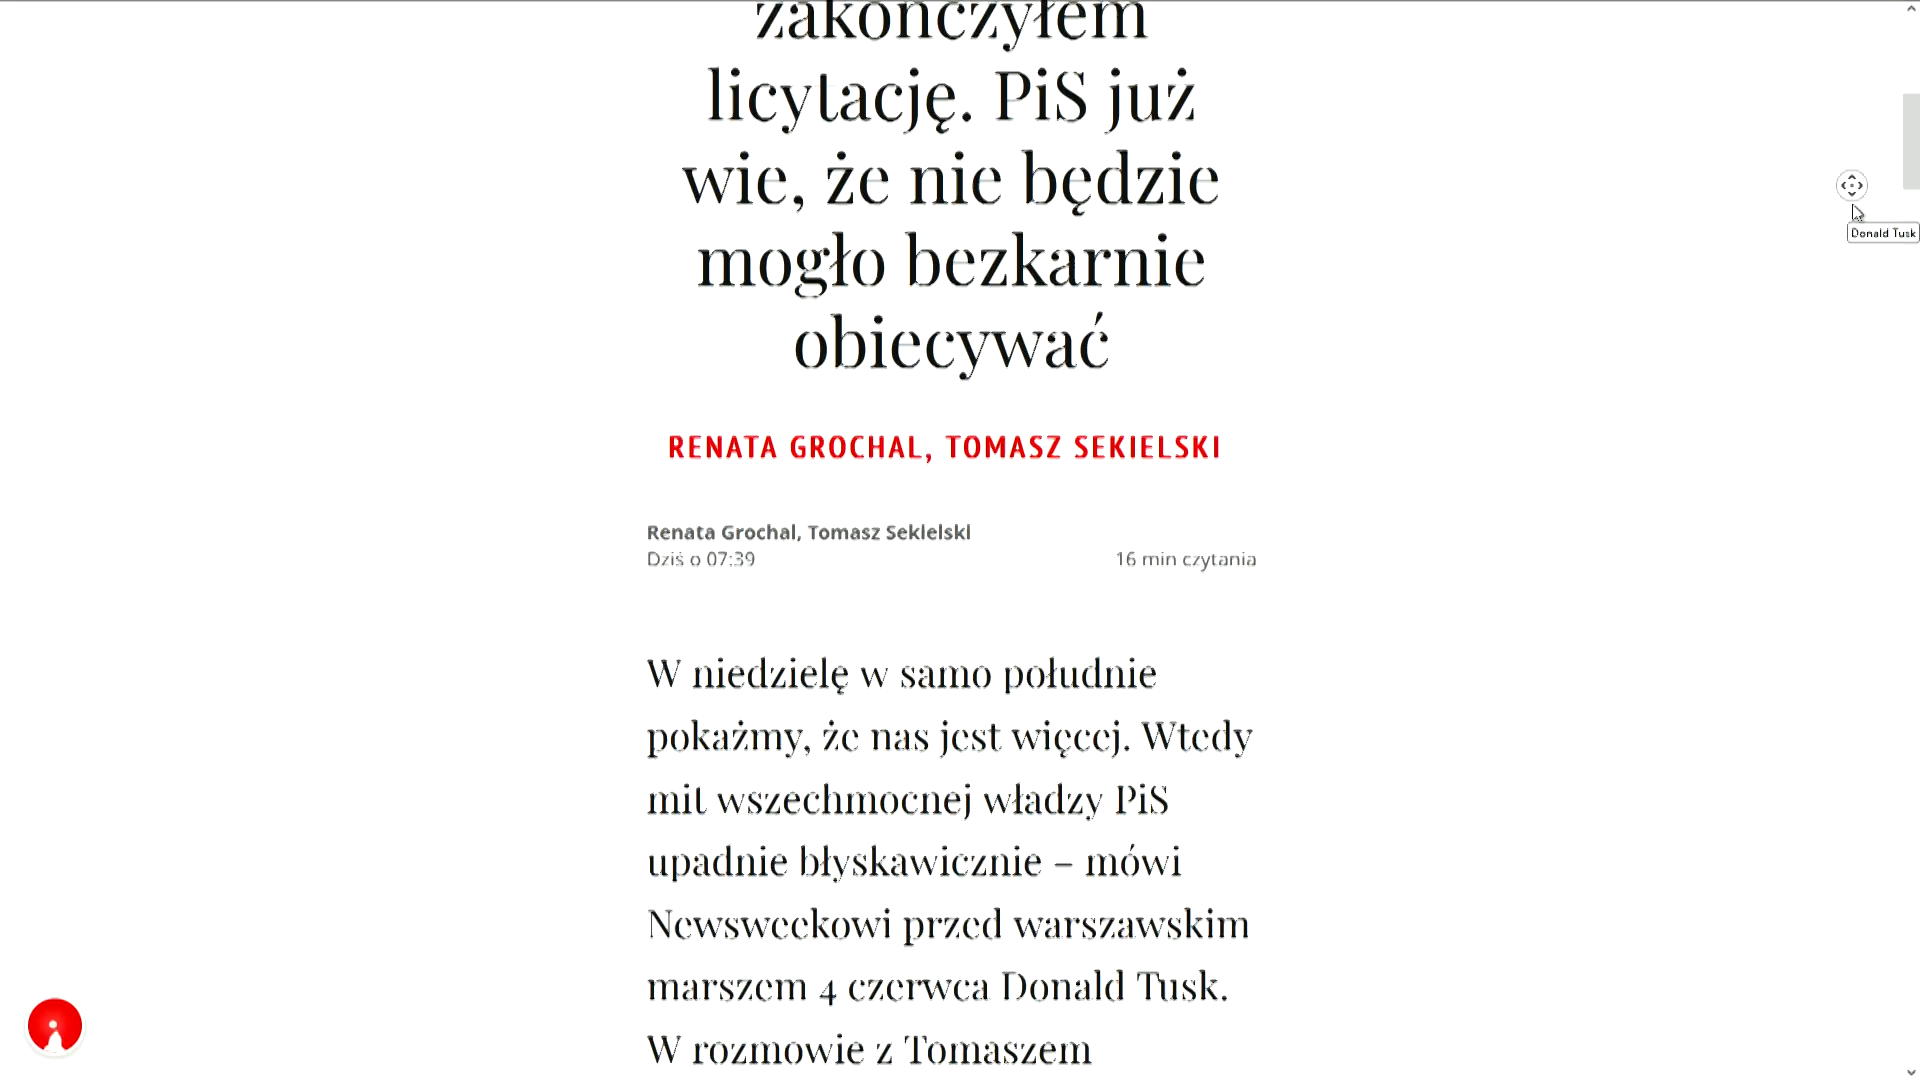 zakończyłem
licytację. PiS już
wie, że nie będzie
mogło bezkarnie
obiecywać
Donald Tusk
RENATA GROCHAL, TOMASZ SEKIELSKI
Renata Grochal, Tomasz Sekielski
Dziś o 07:39
16 min czytania
W niedzielę w samo południe
pokażmy, że nas jest więcej. Wtedy
mit wszechmocnej władzy PiS
upadnie błyskawicznie – mówi
Newsweekowi przed warszawskim
marszem 4 czerwca Donald Tusk.
W rozmowie z Tomaszem